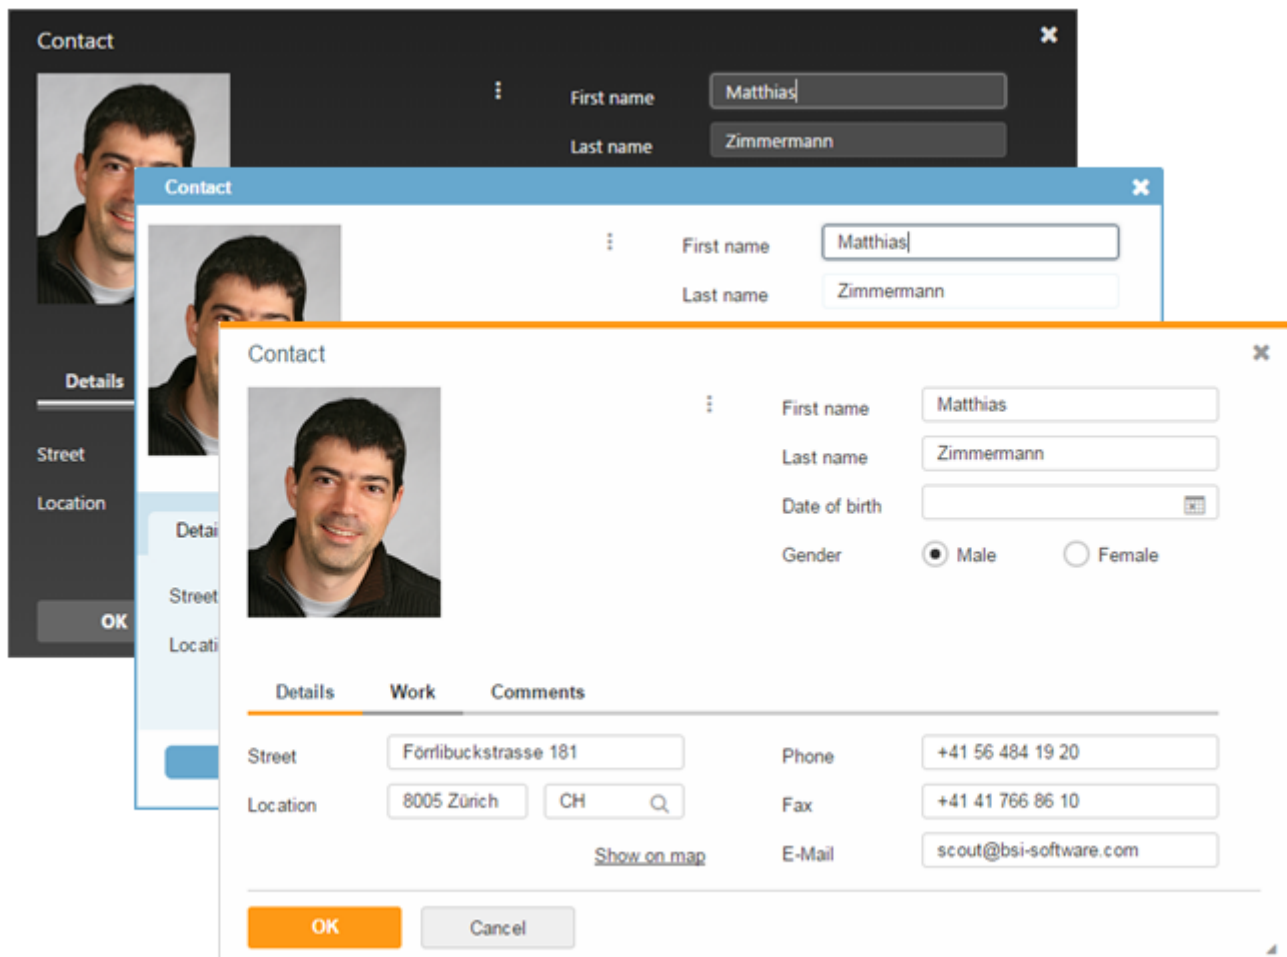 Contact
First name Matthias
Last name Zimmermann
Details
Street
Location
OK
Contact
First name Matthias
Last name Zimmermann
Detai
Street
Locati
Contact
First name Matthias
Last name Zimmermann
Date of birth
Gender Male Female
Details Work Comments
Street Förrlibuckstrasse 181 Phone +41 56 484 19 20
Location 8005 Zürich CH Fax +41 41 766 86 10
Show on map E-Mail scout@bsi-software.com
OK Cancel